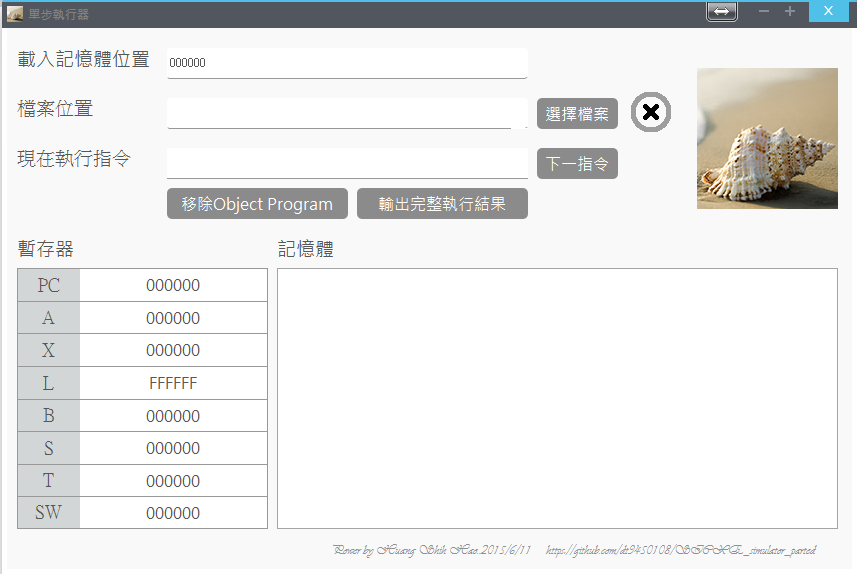 單步執行器
載入記憶體位置 000000
檔案位置 選擇檔案
現在執行指令 下一指令
移除Object Program 輸出完整執行結果
暫存器 記憶體
PC 000000
A 000000
X 000000
L FFFFFF
B 000000
S 000000
T 000000
SW 000000
Power by Huang Shih Hao..2015/6/11 https://github.com/dt9450108/SICXE_simulator_parted